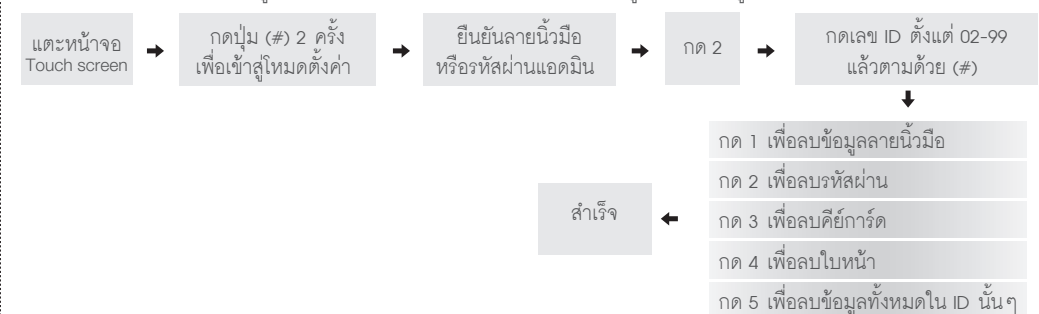 แตะหน้าจอ
Touch screen
กดปุ่ม (#) 2 ครั้ง
เพื่อเข้าสู่โหมดตั้งค่า
ยืนยันลายนิ้วมือ
หรือรหัสผ่านแอดมิน
กด 2
กดเลข ID ตั้งแต่ 02-99
แล้วตามด้วย (#)
กด 1 เพื่อลบข้อมูลลายนิ้วมือ
กด 2 เพื่อลบรหัสผ่าน
กด 3 เพื่อลบคีย์การ์ด
กด 4 เพื่อลบใบหน้า
กด 5 เพื่อลบข้อมูลทั้งหมดใน ID นั้นๆ
สำเร็จ